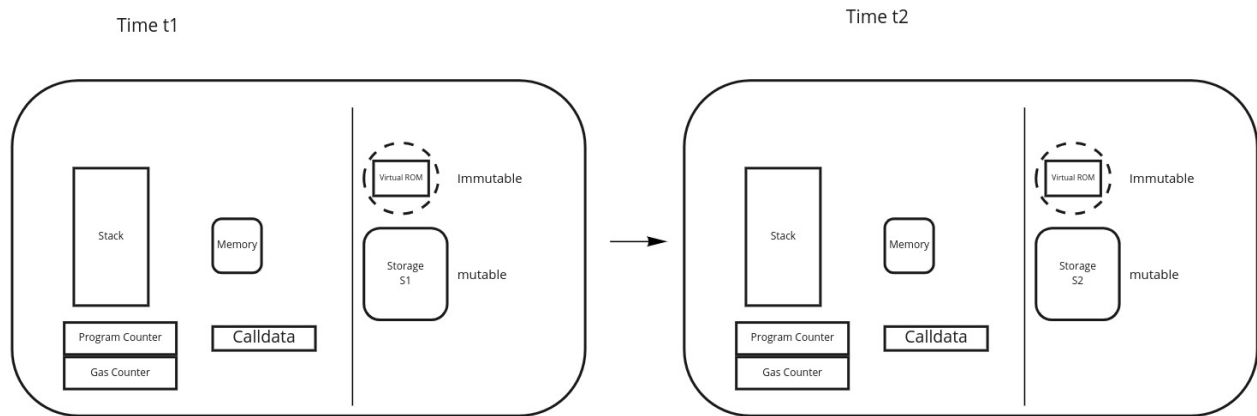 Time t1
Stack
Memory
Program Counter
Gas Counter
Calldata
Virtual ROM
Immutable
Storage
S1
mutable
Time t2
Stack
Memory
Program Counter
Gas Counter
Calldata
Virtual ROM
Immutable
Storage
S2
mutable